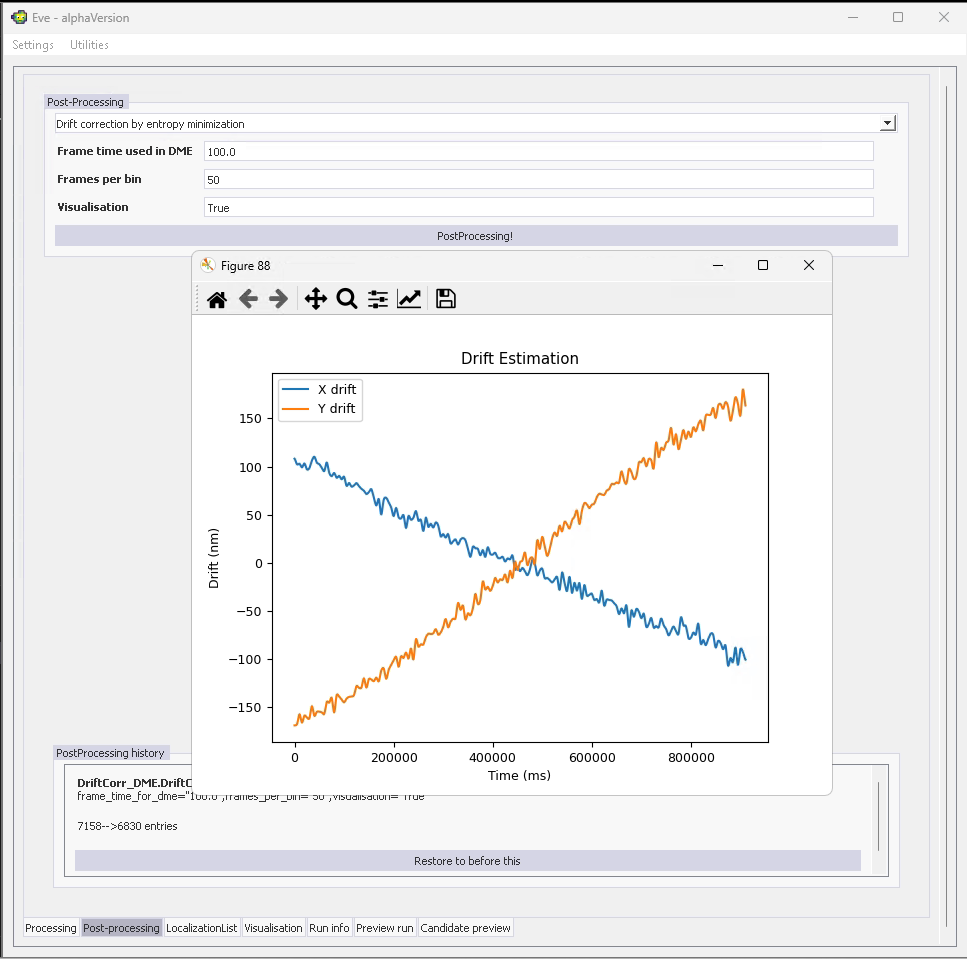 Eve - alphaVersion
Settings Utilities
Post-Processing
Drift correction by entropy minimization
Frame time used in DME 100.0
Frames per bin 50
Visualisation True
PostProcessing!
Figure 88
Drift Estimation
X drift
Y drift
150
100
50
0
−50
−100
−150
Drift (nm)
0 200000 400000 600000 800000
Time (ms)
PostProcessing history
DriftCorr_DME.DriftC
frame_time_for_dme="100.0",frames_per_bin="50",visualisation="True"
7158-->6830 entries
Restore to before this
Processing Post-processing LocalizationList Visualisation Run info Preview run Candidate preview